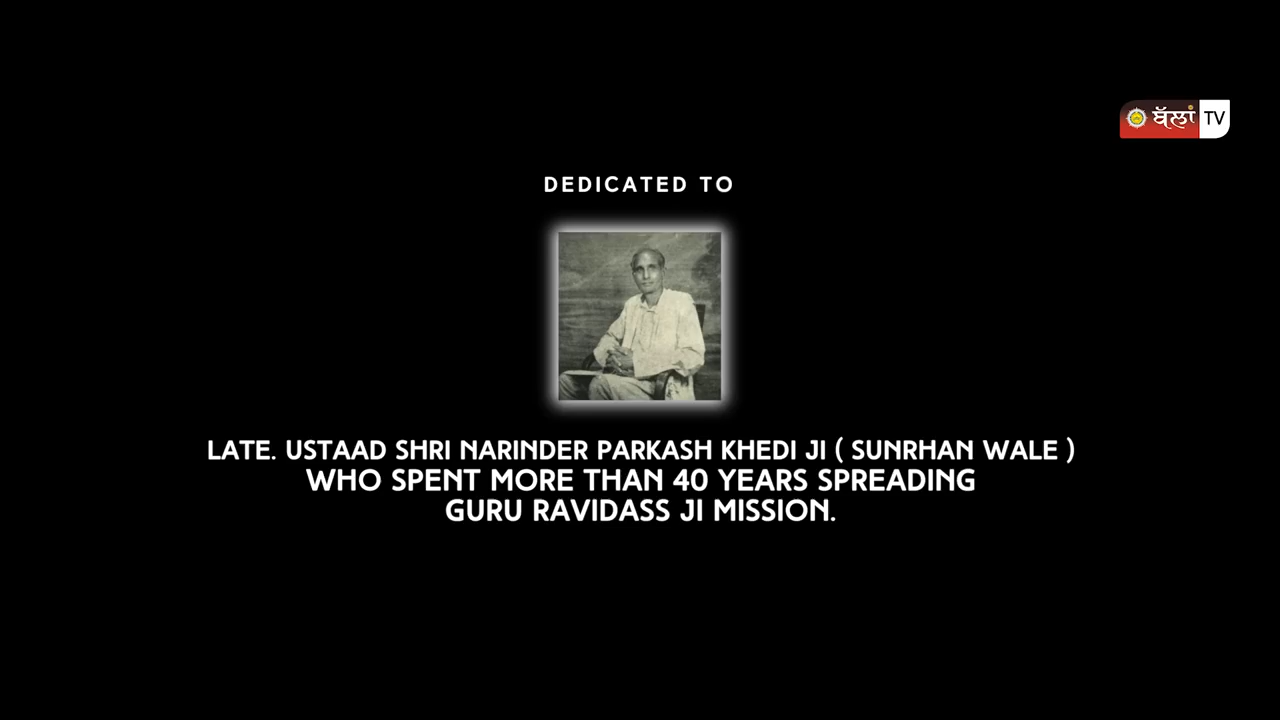 ਬੱਲਾਂ TV
DEDICATED TO
LATE. USTAAD SHRI NARINDER PARKASH KHEDI JI ( SUNRHAN WALE )
WHO SPENT MORE THAN 40 YEARS SPREADING
GURU RAVIDASS JI MISSION.